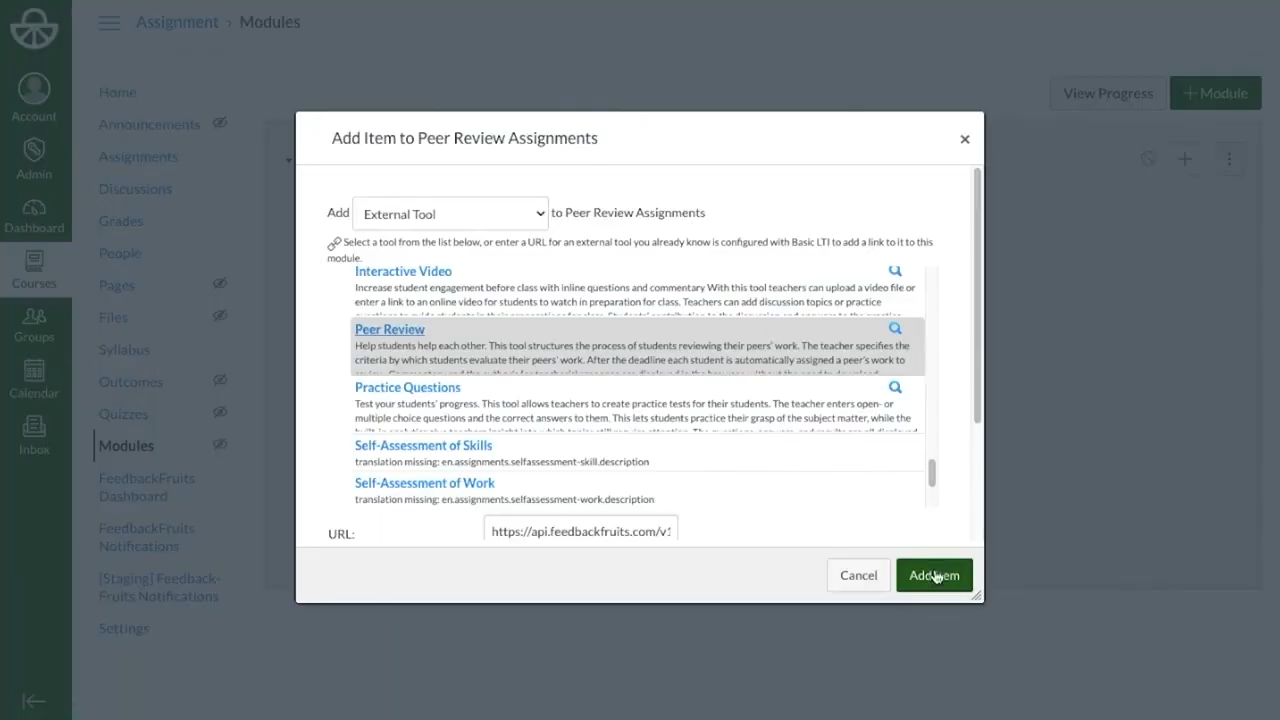 Assignment › Modules
Account
Admin
Dashboard
Courses
Groups
Calendar
Inbox
Home
Announcements
Assignments
Discussions
Grades
People
Pages
Files
Syllabus
Outcomes
Quizzes
Modules
FeedbackFruits
Dashboard
FeedbackFruits
Notifications
[Staging] Feedback-
Fruits Notifications
Settings
View Progress
+ Module
Add Item to Peer Review Assignments
×
Add External Tool to Peer Review Assignments
Select a tool from the list below, or enter a URL for an external tool you already know is configured with Basic LTI to add a link to it to this
module.
Interactive Video
Increase student engagement before class with inline questions and commentary With this tool teachers can upload a video file or
enter a link to an online video for students to watch in preparation for class. Teachers can add discussion topics or practice
Peer Review
Help students help each other. This tool structures the process of students reviewing their peers' work. The teacher specifies the
criteria by which students evaluate their peers' work. After the deadline each student is automatically assigned a peer's work to
Practice Questions
Test your students' progress. This tool allows teachers to create practice tests for their students. The teacher enters open- or
multiple choice questions and the correct answers to them. This lets students practice their grasp of the subject matter, while the
Self-Assessment of Skills
translation missing: en.assignments.selfassessment-skill.description
Self-Assessment of Work
translation missing: en.assignments.selfassessment-work.description
URL: https://api.feedbackfruits.com/v1
Cancel
Add Item